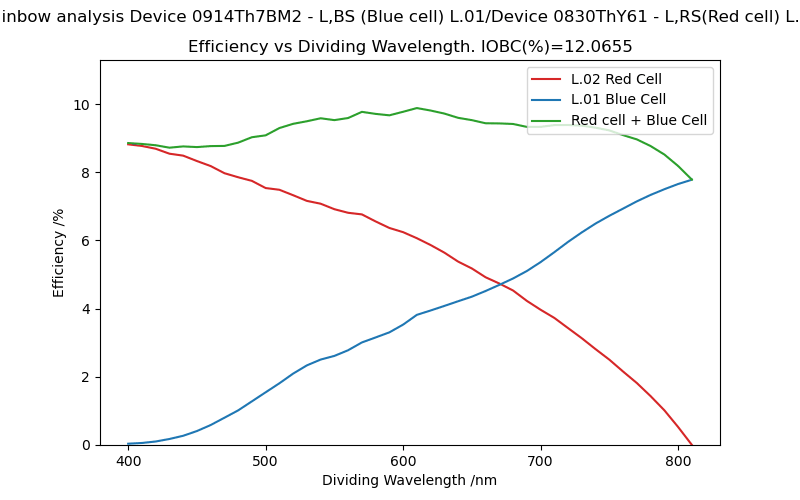 inbow analysis Device 0914Th7BM2 - L,BS (Blue cell) L.01/Device 0830ThY61 - L,RS(Red cell) L.
Efficiency vs Dividing Wavelength. IOBC(%)=12.0655
L.02 Red Cell
L.01 Blue Cell
Red cell + Blue Cell
10
8
6
4
2
0
Efficiency /%
400 500 600 700 800
Dividing Wavelength /nm